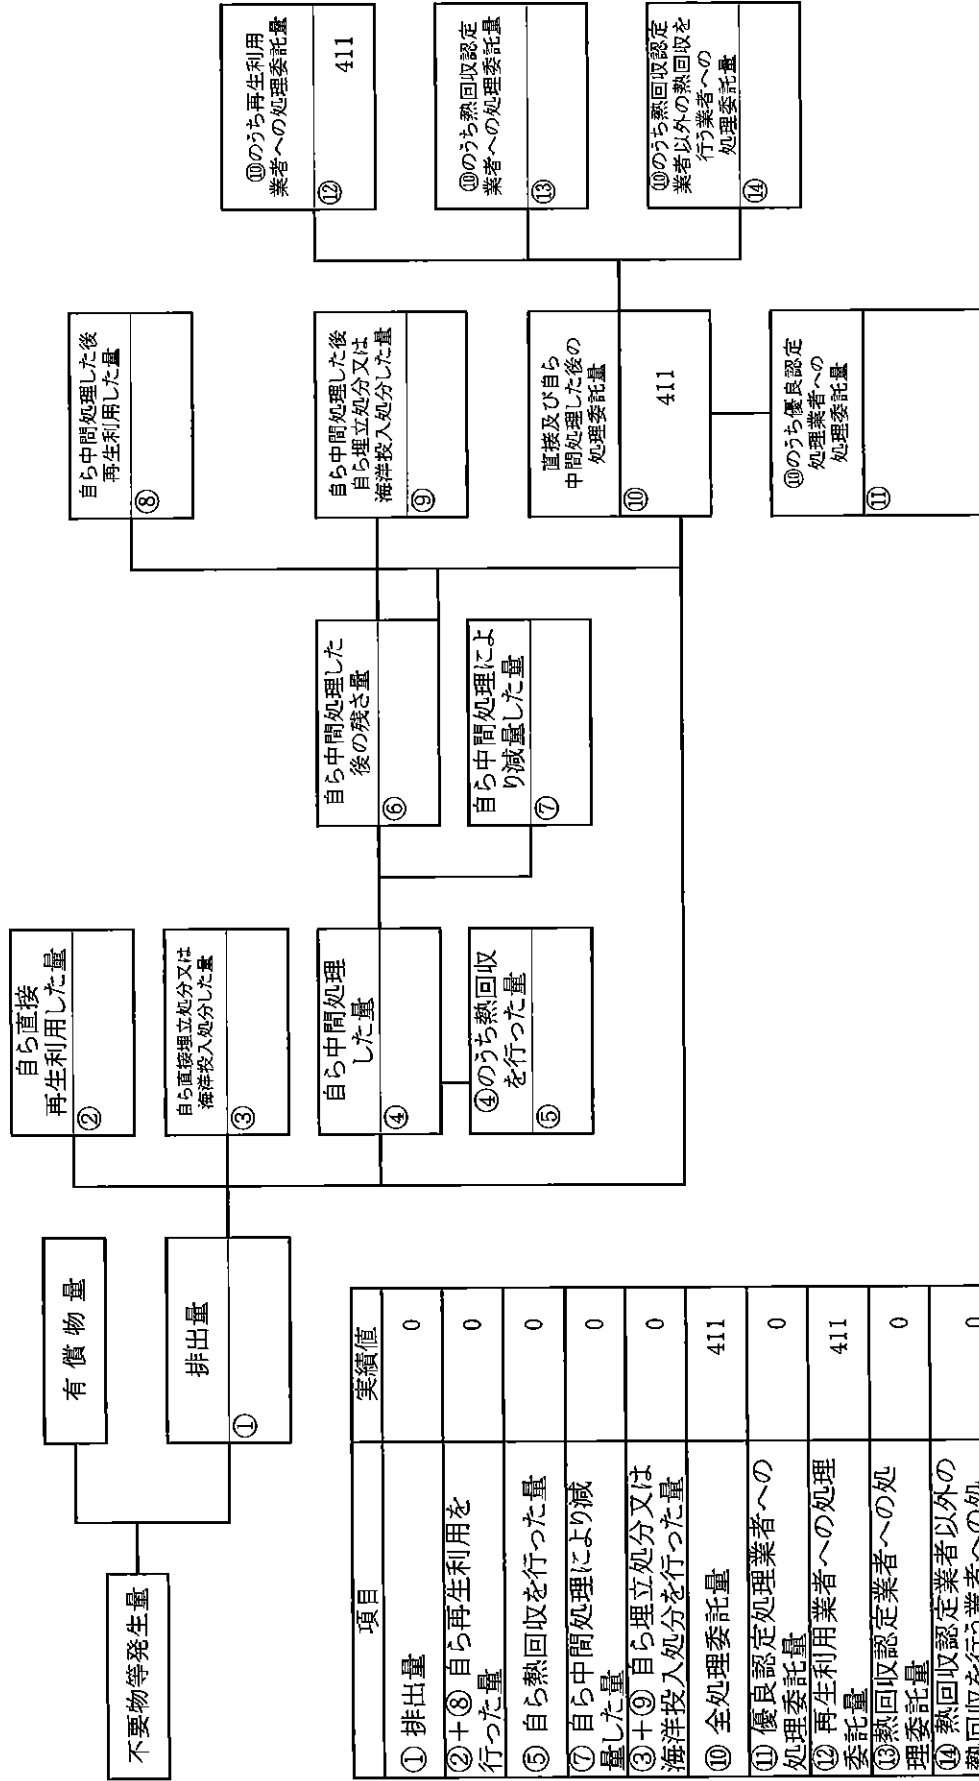 不要物等発生量
有償物量
排出量
①
自ら直接
再生利用した量
②
自ら直接埋立処分又は
海洋投入処分した量
③
自ら中間処理
した量
④
④のうち熱回収
を行った量
⑤
自ら中間処理した
後の残さ量
⑥
自ら中間処理によ
り減量した量
⑦
自ら中間処理した後
再生利用した量
⑧
自ら中間処理した後
自ら埋立処分又は
海洋投入処分した量
⑨
直接及び自ら
中間処理した後の
処理委託量
⑩
411
⑩のうち優良認定
処理業者への
処理委託量
⑪
⑩のうち再生利用
業者への処理委託量
⑫
411
⑩のうち熱回収認定
業者への処理委託量
⑬
⑩のうち熱回収認定
業者以外の熱回収を
行う業者への
処理委託量
⑭
項目 実績値
①排出量 0
②+⑧ 自ら再生利用を
行った量 0
⑤ 自ら熱回収を行った量 0
⑦ 自ら中間処理により減
量した量 0
③+⑨ 自ら埋立処分又は
海洋投入処分を行った量 0
⑩ 全処理委託量 411
⑪ 優良認定処理業者への
処理委託量 0
⑫ 再生利用業者への処理
委託量 411
⑬熱回収認定業者への処
理委託量 0
⑭ 熱回収認定業者以外の
熱回収を行う業者への処 0